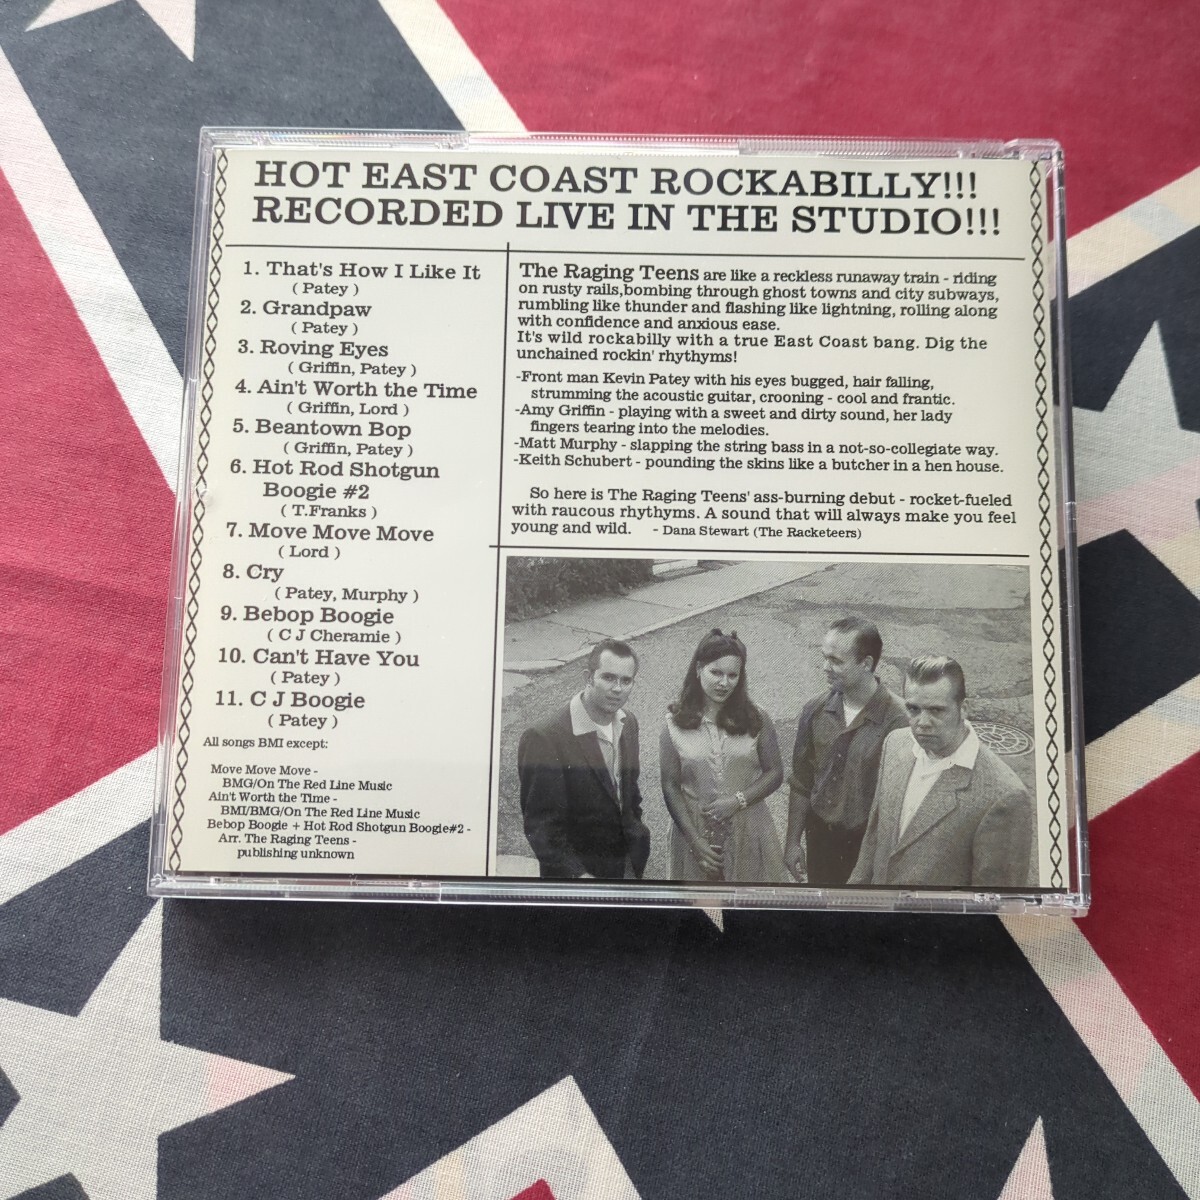 HOT EAST COAST ROCKABILLY!!!
RECORDED LIVE IN THE STUDIO!!!
1. That's How I Like It
( Patey )
2. Grandpaw
( Patey )
3. Roving Eyes
( Griffin, Patey )
4. Ain't Worth the Time
( Griffin, Lord )
5. Beantown Bop
( Griffin, Patey )
6. Hot Rod Shotgun
Boogie #2
( T.Franks )
7. Move Move Move
( Lord )
8. Cry
( Patey, Murphy )
9. Bebop Boogie
( C J Cheramie )
10. Can't Have You
( Patey )
11. C J Boogie
( Patey )
All songs BMI except:
Move Move Move -
BMG/On The Red Line Music
Ain't Worth the Time -
BMI/BMG/On The Red Line Music
Bebop Boogie + Hot Rod Shotgun Boogie#2 -
Arr. The Raging Teens -
publishing unknown
The Raging Teens are like a reckless runaway train - riding
on rusty rails,bombing through ghost towns and city subways,
rumbling like thunder and flashing like lightning, rolling along
with confidence and anxious ease.
It's wild rockabilly with a true East Coast bang. Dig the
unchained rockin' rhythyms!
-Front man Kevin Patey with his eyes bugged, hair falling,
strumming the acoustic guitar, crooning - cool and frantic.
-Amy Griffin - playing with a sweet and dirty sound, her lady
fingers tearing into the melodies.
-Matt Murphy - slapping the string bass in a not-so-collegiate way.
-Keith Schubert - pounding the skins like a butcher in a hen house.
So here is The Raging Teens' ass-burning debut - rocket-fueled
with raucous rhythyms. A sound that will always make you feel
young and wild. - Dana Stewart (The Racketeers)